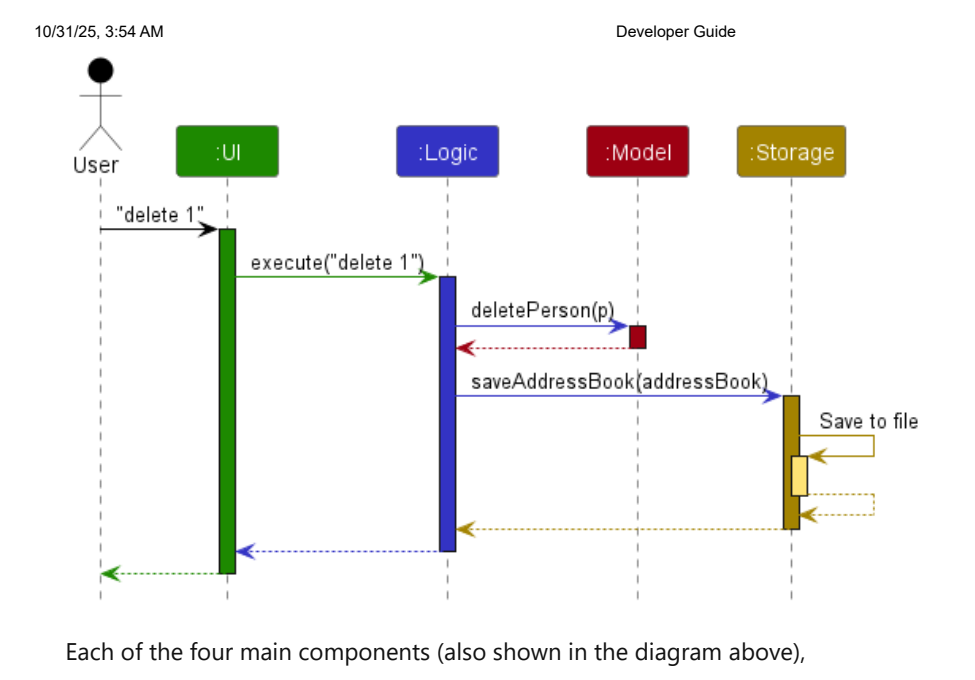 10/31/25, 3:54 AM Developer Guide
User
:UI
:Logic
:Model
:Storage
"delete 1"
execute("delete 1")
deletePerson(p)
saveAddressBook(addressBook)
Save to file
Each of the four main components (also shown in the diagram above),